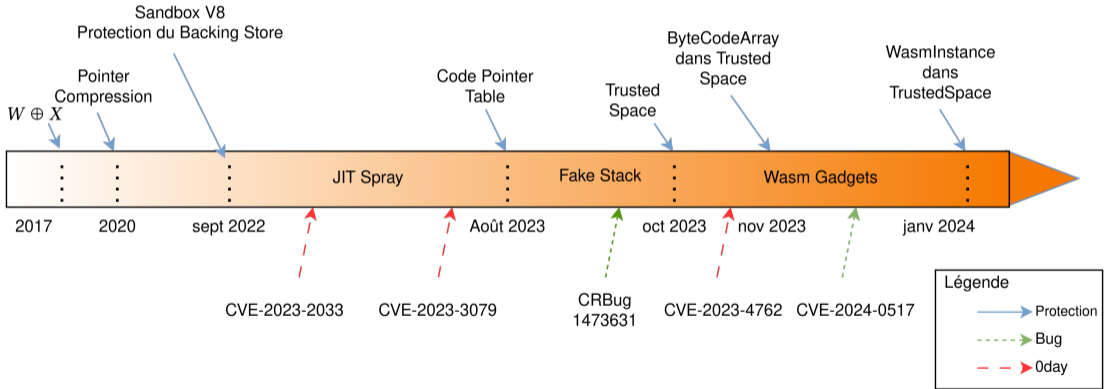 Sandbox V8
Protection du Backing Store
Pointer
Compression
W ⊕ X
Code Pointer
Table
Trusted
Space
ByteCodeArray
dans Trusted
Space
WasmInstance
dans
TrustedSpace
JIT Spray
Fake Stack
Wasm Gadgets
2017
2020
sept 2022
Août 2023
oct 2023
nov 2023
janv 2024
CVE-2023-2033
CVE-2023-3079
CRBug
1473631
CVE-2023-4762
CVE-2024-0517
Légende
Protection
Bug
0day